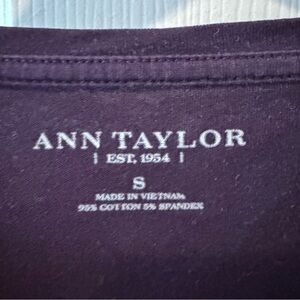 ANN TAYLOR
| EST, 1954 |
S
MADE IN VIETNAM
95% COTTON 5% SPANDEX